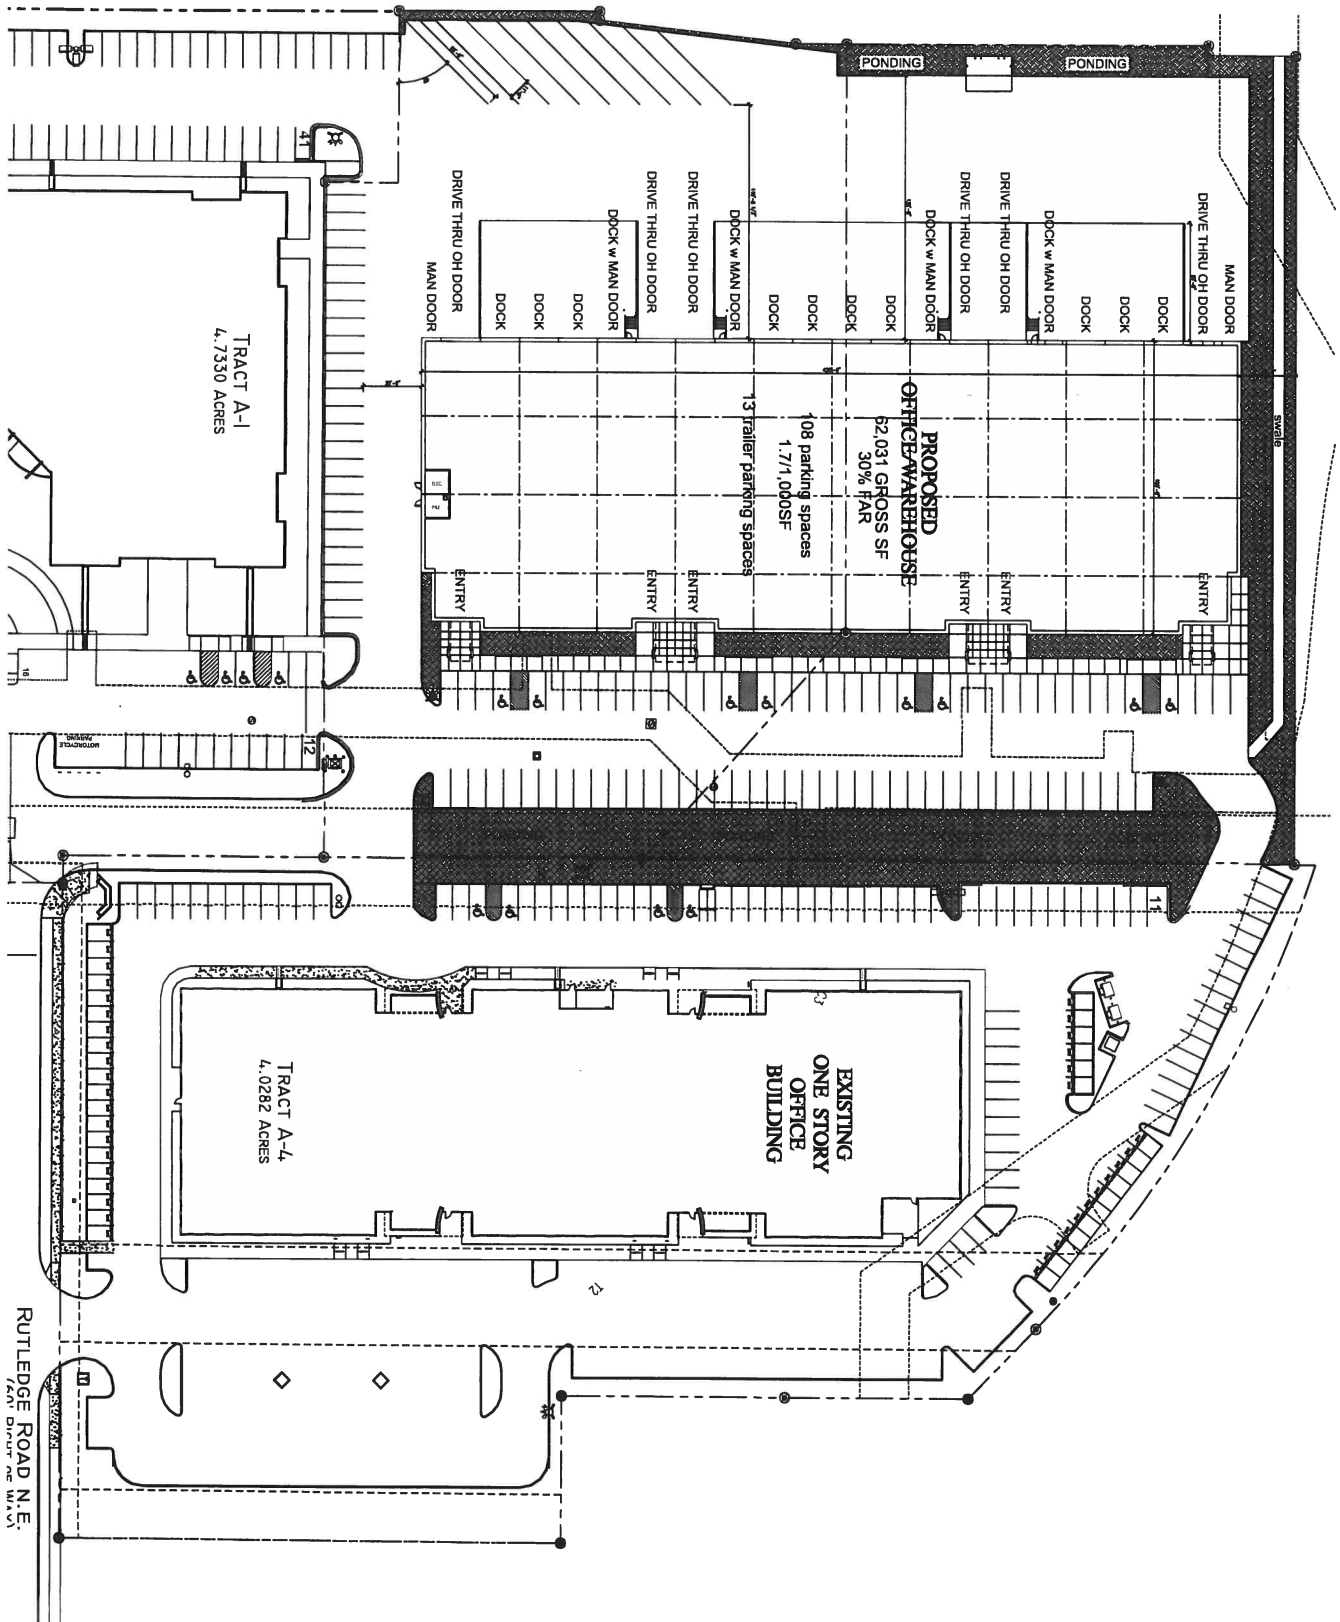 PONDING
PONDING
41
DRIVE THRU OH DOOR
MAN DOOR
DOCK
DOCK
DOCK
DOCK w MAN DOOR
DRIVE THRU OH DOOR
DRIVE THRU OH DOOR
DOCK w MAN DOOR
DOCK
DOCK
DOCK
DOCK
DOCK w MAN DOOR
DRIVE THRU OH DOOR
DRIVE THRU OH DOOR
DOCK w MAN DOOR
DOCK
DOCK
DOCK
DRIVE THRU OH DOOR
MAN DOOR
swale
TRACT A-1
4.7330 ACRES
PROPOSED
OFFICE/WAREHOUSE
62,031 GROSS SF
30% FAR
108 parking spaces
1.7/1,000SF
13 trailer parking spaces
ENTRY
ENTRY
ENTRY
ENTRY
ENTRY
ENTRY
16
MOTORCYCLE
PARKING
12
11
TRACT A-4
4.0282 ACRES
EXISTING
ONE STORY
OFFICE
BUILDING
12
RUTLEDGE ROAD N.E.